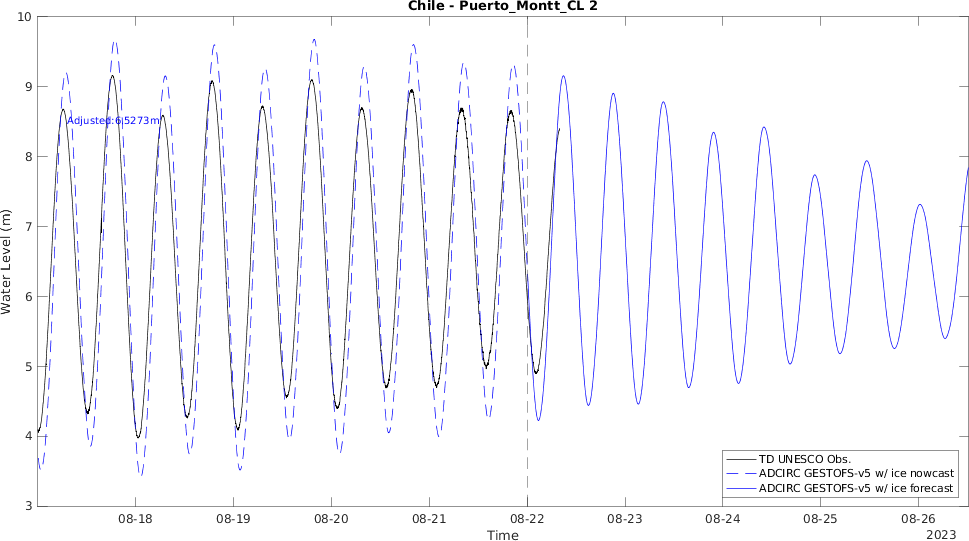 Chile - Puerto_Montt_CL 2
10
9
8
7
6
5
4
3
Water Level (m)
Adjusted:6.5273m
TD UNESCO Obs.
ADCIRC GESTOFS-v5 w/ ice nowcast
ADCIRC GESTOFS-v5 w/ ice forecast
08-18
08-19
08-20
08-21
08-22
08-23
08-24
08-25
08-26
Time
2023